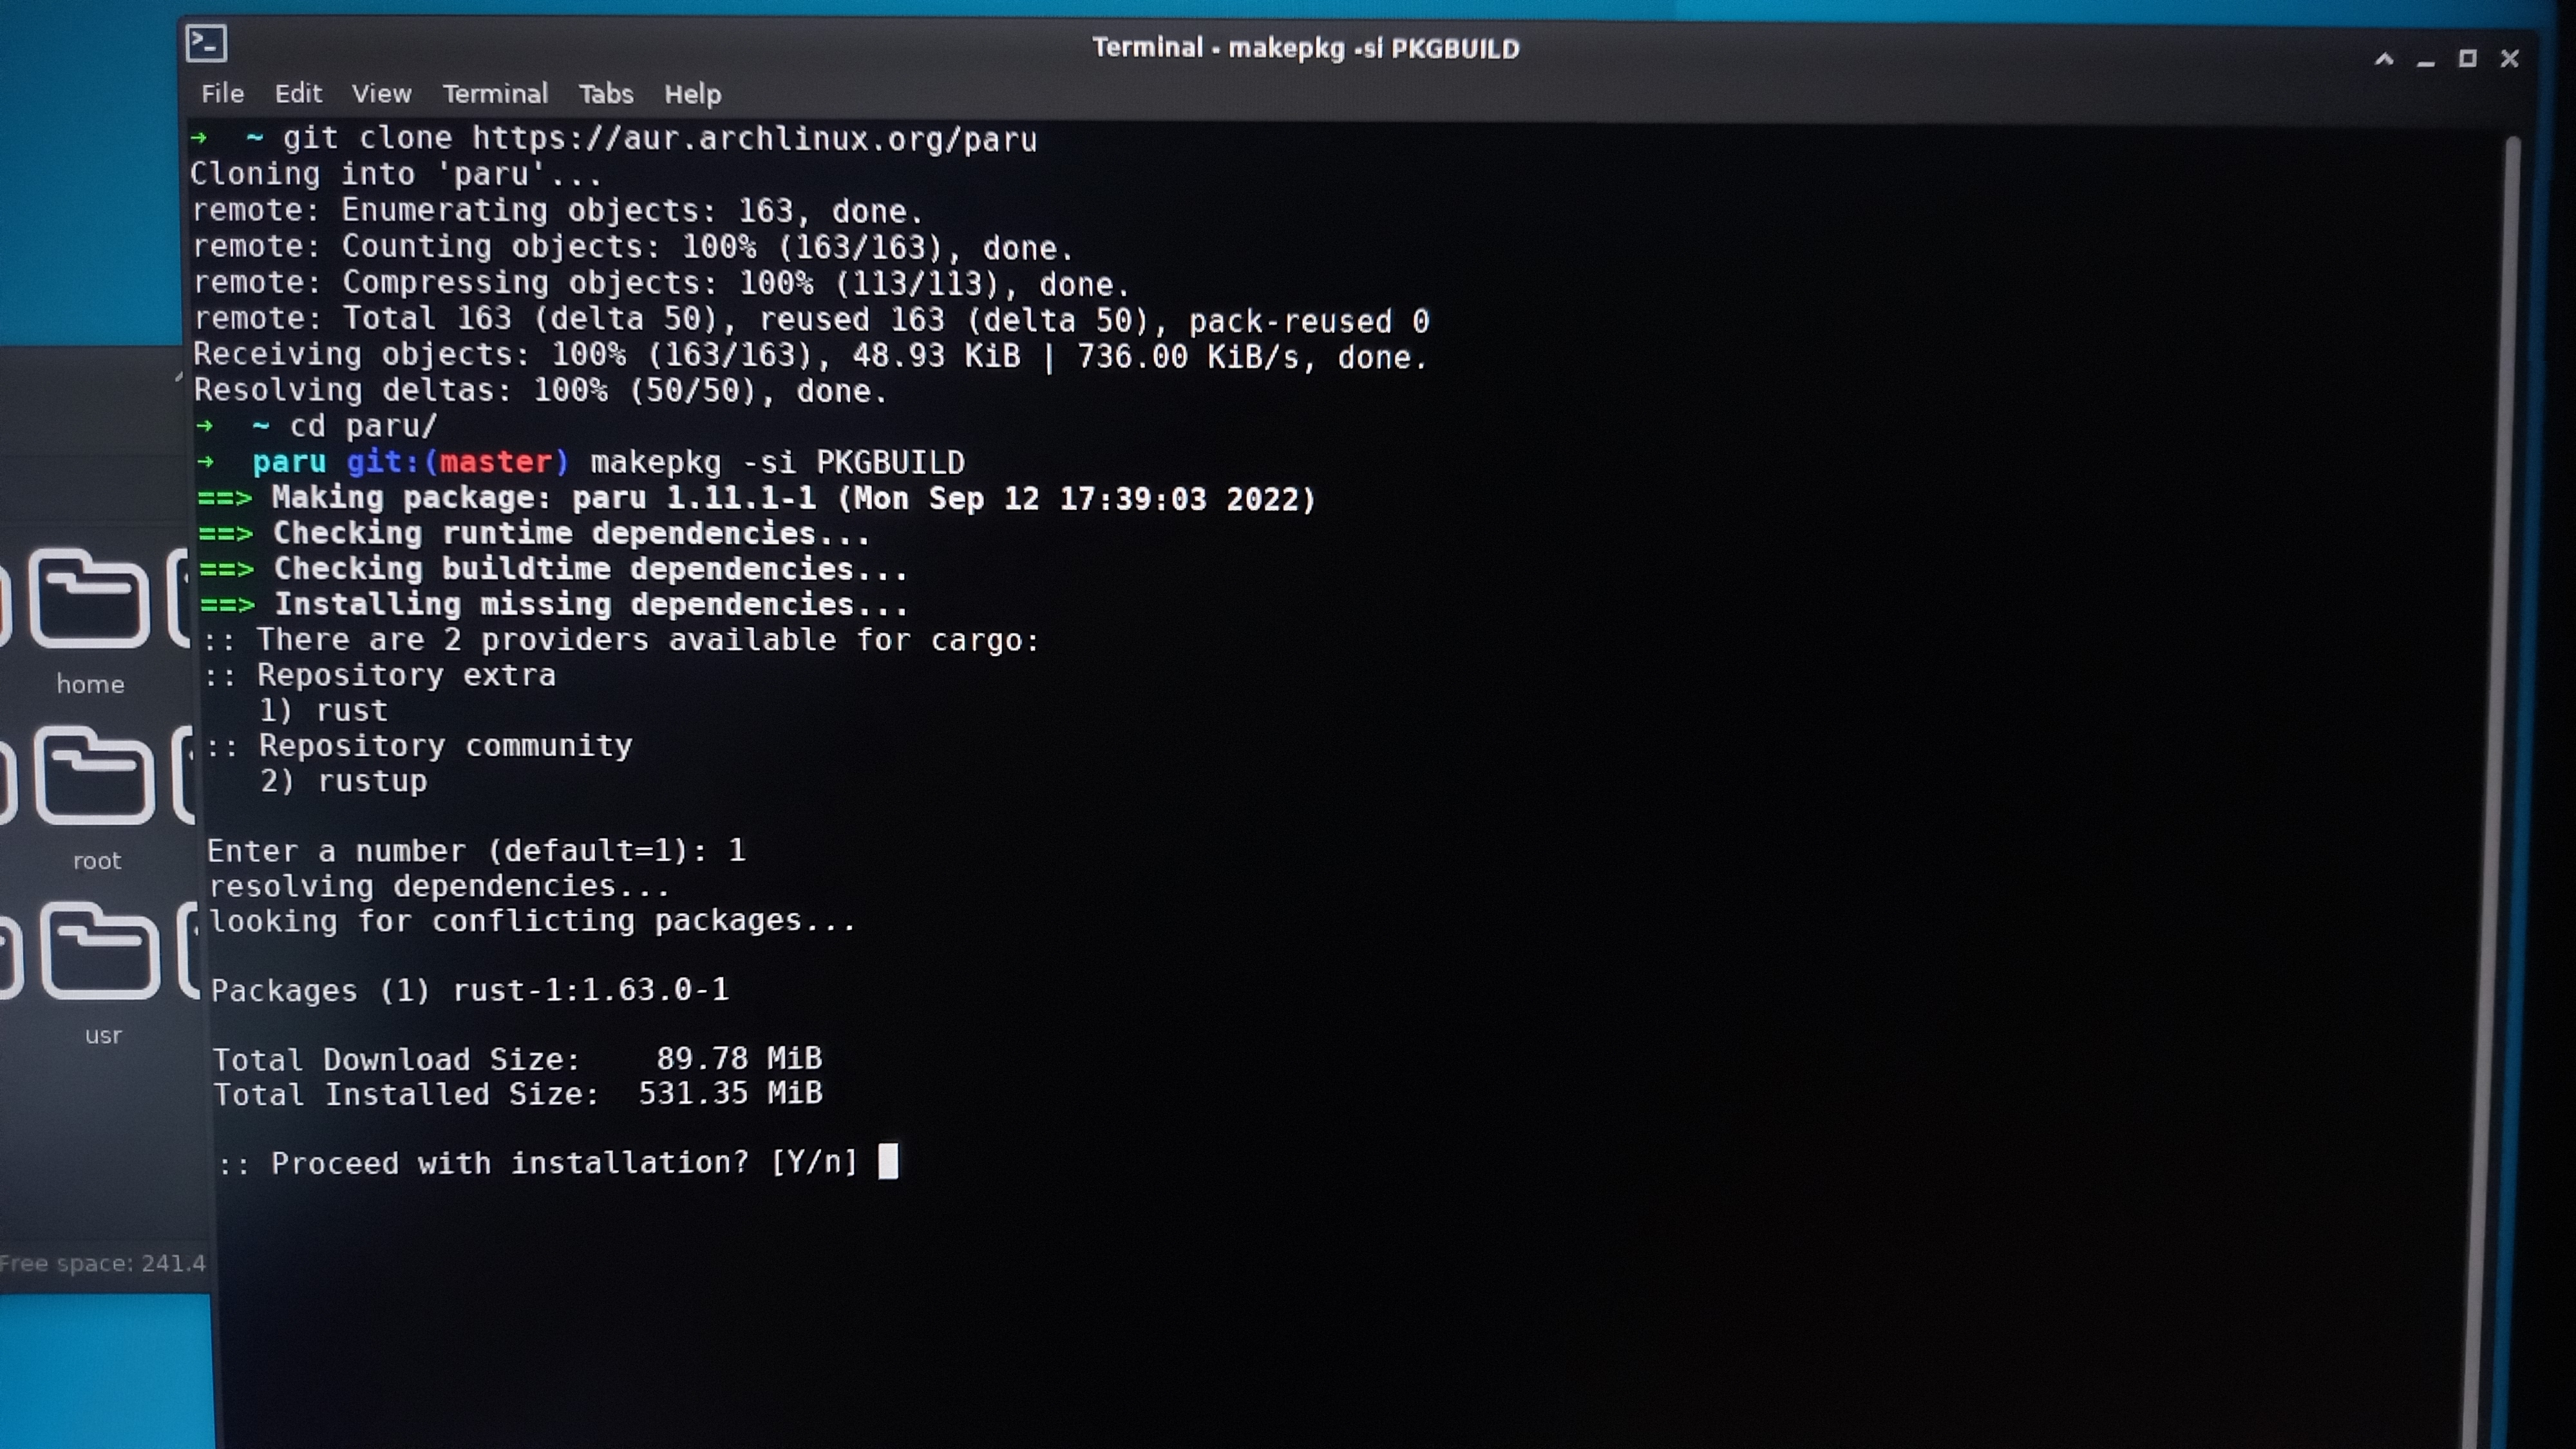 Terminal - makepkg -si PKGBUILD
File Edit View Terminal Tabs Help
→ ~ git clone https://aur.archlinux.org/paru
Cloning into 'paru'...
remote: Enumerating objects: 163, done.
remote: Counting objects: 100% (163/163), done.
remote: Compressing objects: 100% (113/113), done.
remote: Total 163 (delta 50), reused 163 (delta 50), pack-reused 0
Receiving objects: 100% (163/163), 48.93 KiB | 736.00 KiB/s, done.
Resolving deltas: 100% (50/50), done.
→ ~ cd paru/
→ paru git:(master) makepkg -si PKGBUILD
==> Making package: paru 1.11.1-1 (Mon Sep 12 17:39:03 2022)
==> Checking runtime dependencies...
==> Checking buildtime dependencies...
==> Installing missing dependencies...
:: There are 2 providers available for cargo:
:: Repository extra
1) rust
:: Repository community
2) rustup
Enter a number (default=1): 1
resolving dependencies...
looking for conflicting packages...
Packages (1) rust-1:1.63.0-1
Total Download Size: 89.78 MiB
Total Installed Size: 531.35 MiB
:: Proceed with installation? [Y/n]
home
root
usr
Free space: 241.4